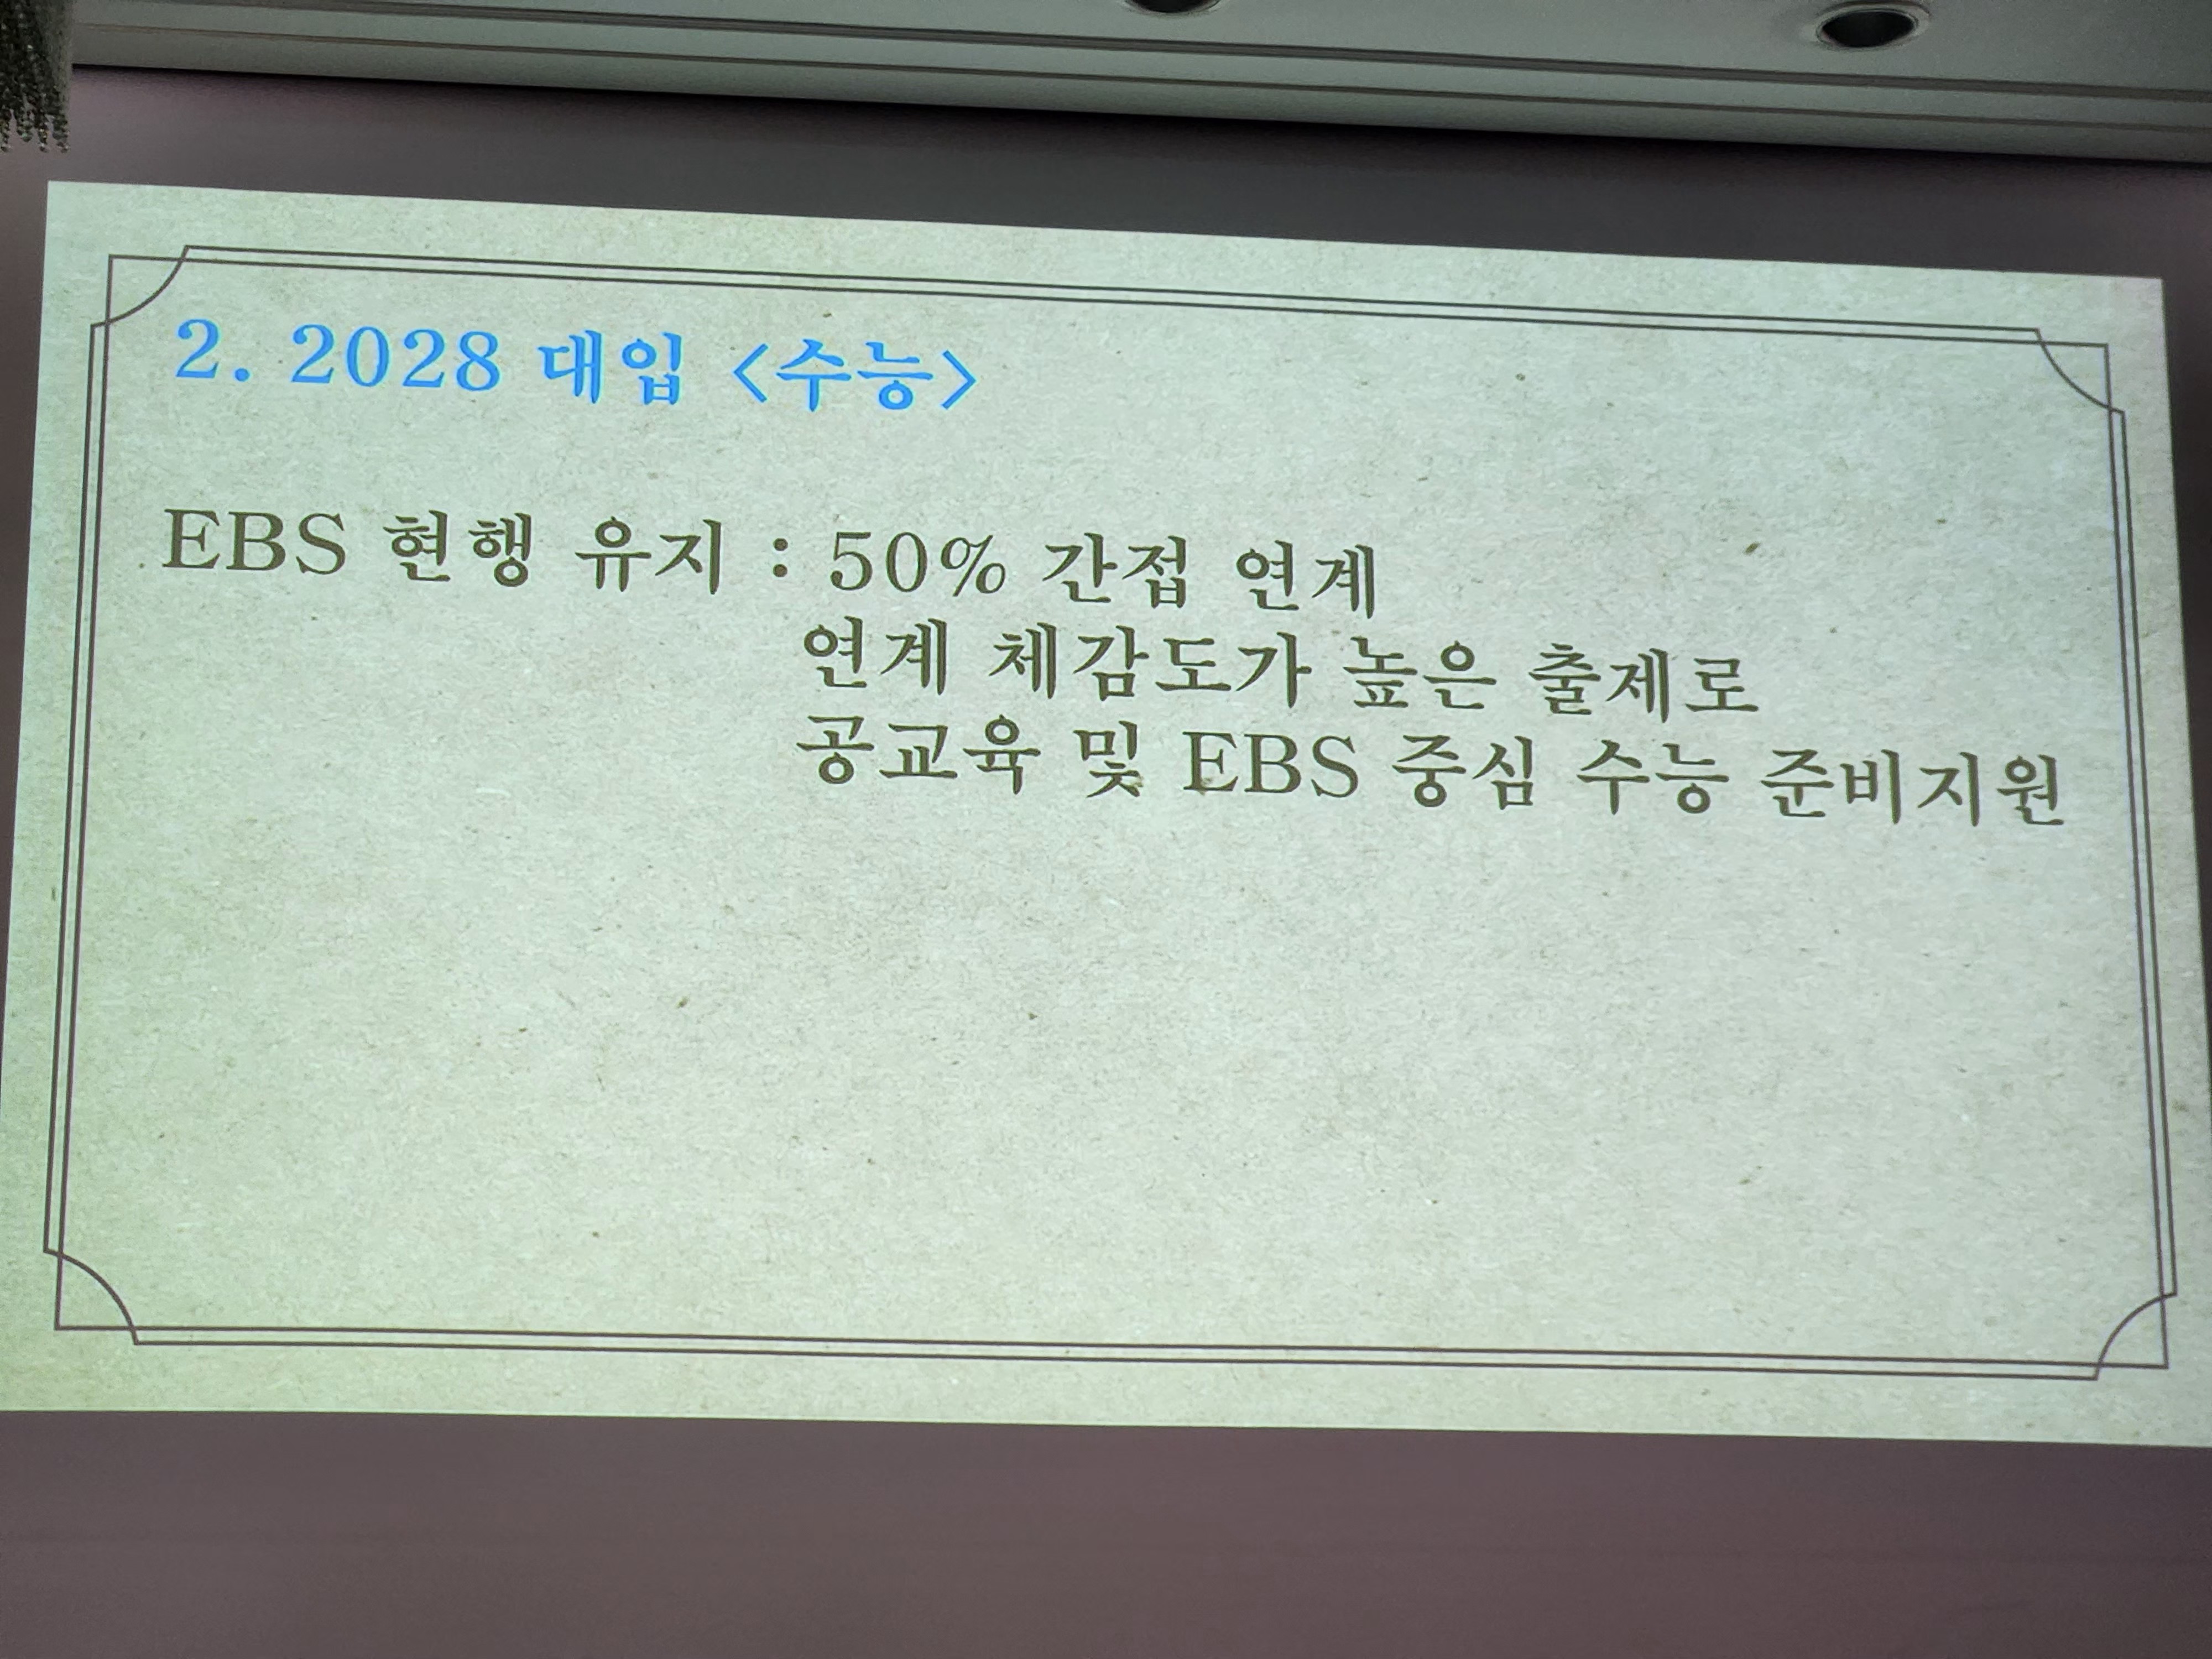 2. 2028 대입 <수능>
EBS 현행 유지 : 50% 간접 연계
연계 체감도가 높은 출제로
공교육 및 EBS 중심 수능 준비지원